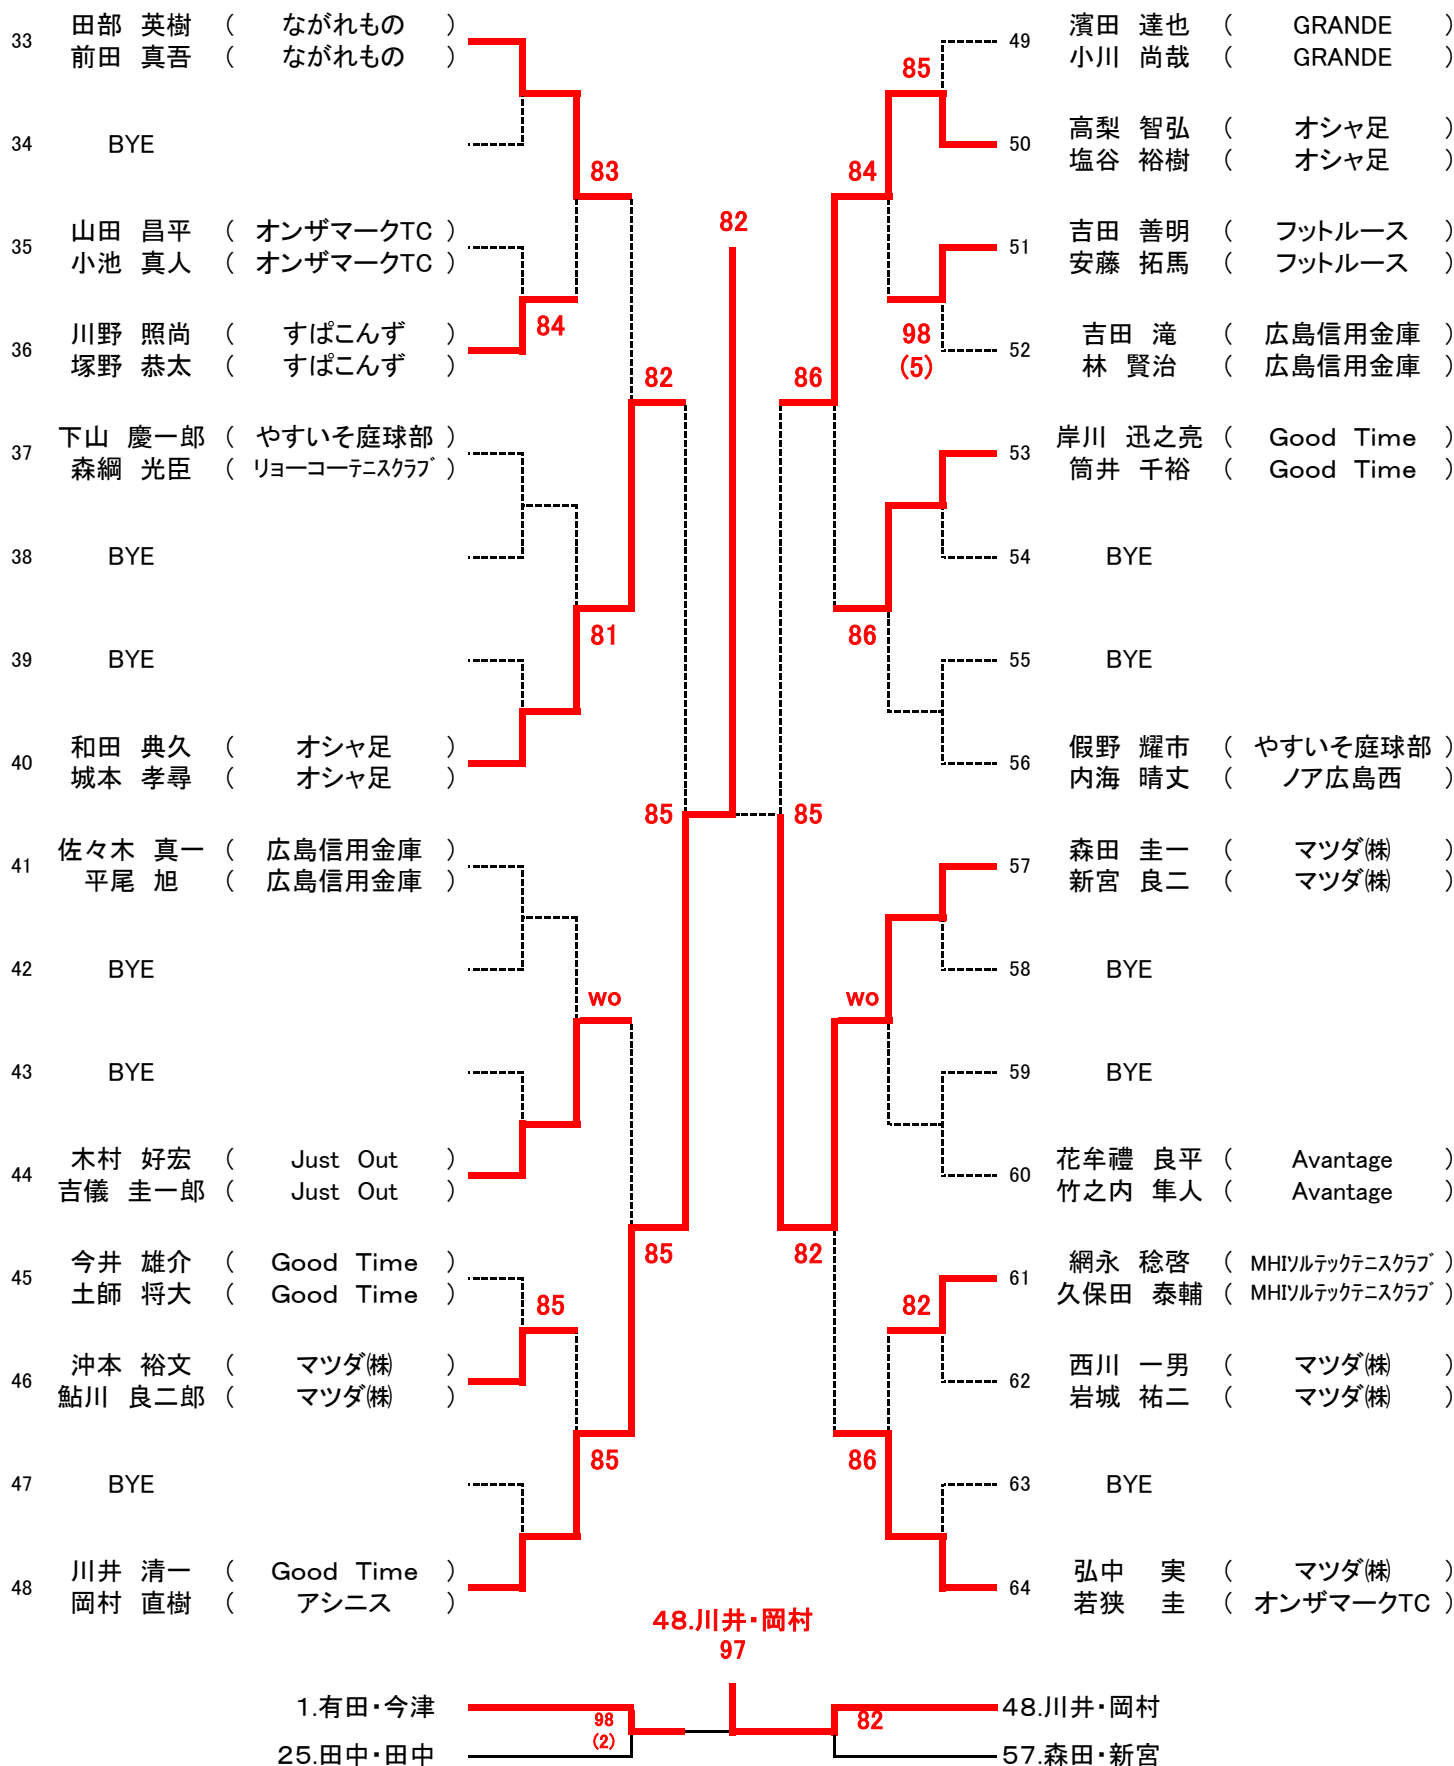 33 田部 英樹 ( ながれもの )
前田 真吾 ( ながれもの )
34 BYE
83
35 山田 昌平 ( オンザマークTC )
小池 真人 ( オンザマークTC )
84
36 川野 照尚 ( すぱこんず )
塚野 恭太 ( すぱこんず )
82
37 下山 慶一郎 ( やすいそ庭球部 )
森綱 光臣 ( リョーコーテニスクラブ )
38 BYE
81
39 BYE
40 和田 典久 ( オシャ足 )
城本 孝尋 ( オシャ足 )
85
41 佐々木 真一 ( 広島信用金庫 )
平尾 旭 ( 広島信用金庫 )
42 BYE
wo
43 BYE
44 木村 好宏 ( Just Out )
吉儀 圭一郎 ( Just Out )
85
45 今井 雄介 ( Good Time )
土師 将大 ( Good Time )
85
46 沖本 裕文 ( マツダ㈱ )
鮎川 良二郎 ( マツダ㈱ )
85
47 BYE
48 川井 清一 ( Good Time )
岡村 直樹 ( アシニス )
82
49 濱田 達也 ( GRANDE )
小川 尚哉 ( GRANDE )
85
50 高梨 智弘 ( オシャ足 )
塩谷 裕樹 ( オシャ足 )
84
51 吉田 善明 ( フットルース )
安藤 拓馬 ( フットルース )
98
(5)
52 吉田 滝 ( 広島信用金庫 )
林 賢治 ( 広島信用金庫 )
86
53 岸川 迅之亮 ( Good Time )
筒井 千裕 ( Good Time )
54 BYE
86
55 BYE
56 假野 耀市 ( やすいそ庭球部 )
内海 晴丈 ( ノア広島西 )
85
57 森田 圭一 ( マツダ㈱ )
新宮 良二 ( マツダ㈱ )
58 BYE
wo
59 BYE
60 花牟禮 良平 ( Avantage )
竹之内 隼人 ( Avantage )
82
61 網永 稔啓 ( MHIソルテックテニスクラブ )
久保田 泰輔 ( MHIソルテックテニスクラブ )
82
62 西川 一男 ( マツダ㈱ )
岩城 祐二 ( マツダ㈱ )
86
63 BYE
64 弘中 実 ( マツダ㈱ )
若狭 圭 ( オンザマークTC )
48.川井・岡村
97
1.有田・今津
98
(2)
25.田中・田中
82
48.川井・岡村
57.森田・新宮